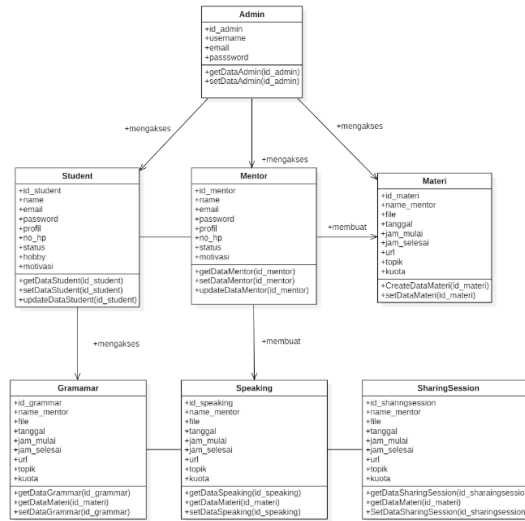 Admin
+id_admin
+username
+email
+passsword
+getDataAdmin(id_admin)
+setDataAdmin(id_admin)
+mengakses
+mengakses
+mengakses
Student
+id_student
+name
+email
+password
+profil
+no_hp
+status
+hobby
+motivasi
+getDataStudent(id_student)
+setDataStudent(id_student)
+updateDataStudent(id_student)
Mentor
+id_mentor
+name
+email
+password
+profil
+no_hp
+status
+motivasi
+getDataMentor(id_mentor)
+setDataMentor(id_mentor)
+updateDataMentor(id_mentor)
+membuat
Materi
+id_materi
+name_mentor
+file
+tanggal
+jam_mulai
+jam_selesai
+url
+topik
+kuota
+CreateDataMateri(id_materi)
+setDataMateri(id_materi)
+mengakses
+membuat
Gramamar
+id_grammar
+name_mentor
+file
+tanggal
+jam_mulai
+jam_selesai
+url
+topik
+kuota
+getDataGrammar(id_grammar)
+getDataMateri(id_materi)
+setDataGrammar(id_grammar)
Speaking
+id_speaking
+name_mentor
+file
+tanggal
+jam_mulai
+jam_selesai
+url
+topik
+kuota
+getDataSpeaking(id_speaking)
+getDataMateri(id_materi)
+setDataSpeaking(id_speaking)
SharingSession
+id_sharingsession
+name_mentor
+file
+tanggal
+jam_mulai
+jam_selesai
+url
+topik
+kuota
+getDataSharingSession(id_sharaingsession)
+getDataMateri(id_materi)
+SetDataSharingSession(id_sharingsession)